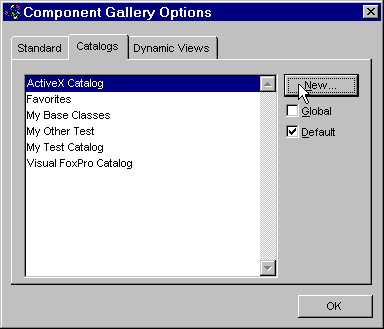 Component Gallery Options
Standard Catalogs Dynamic Views
ActiveX Catalog
Favorites
My Base Classes
My Other Test
My Test Catalog
Visual FoxPro Catalog
New...
Global
Default
OK